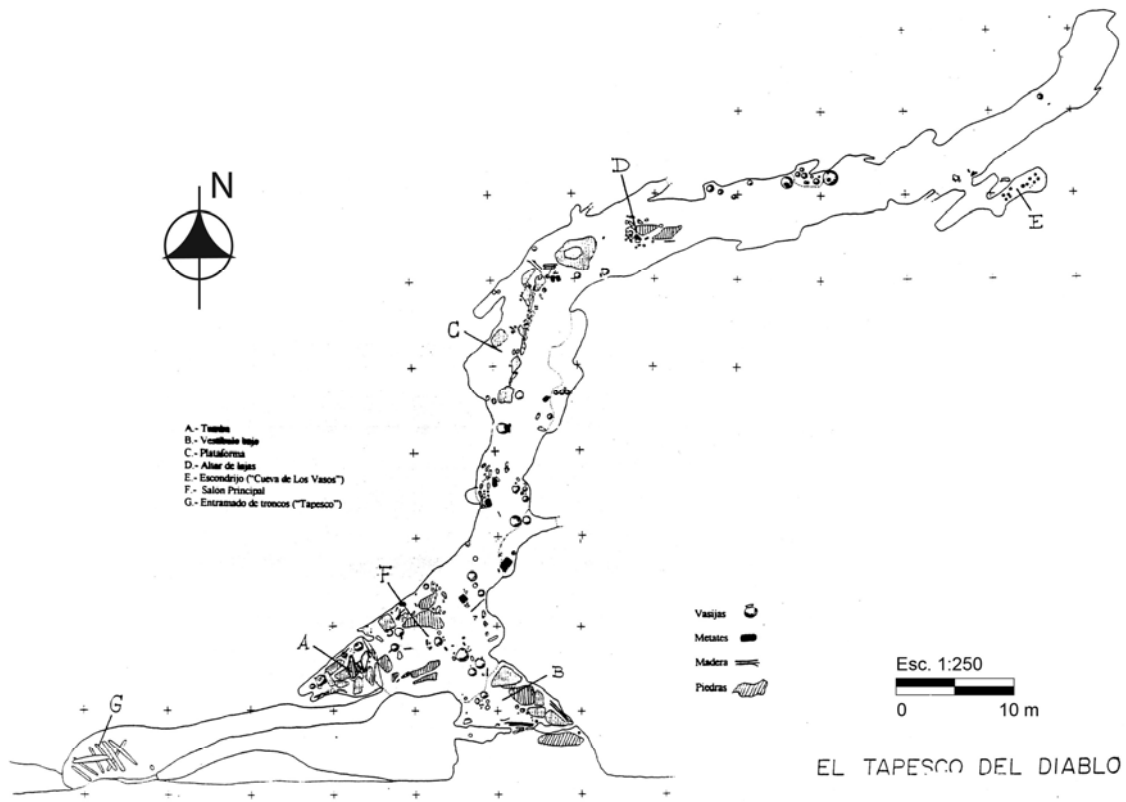 N
D
E
C
A.- Tumba
B.- Vestíbulo bajo
C.- Plataforma
D.- Altar de lajas
E.- Escondrijo ("Cueva de Los Vasos")
F.- Salon Principal
G.- Entramado de troncos ("Tapesco")
F
A
B
G
Vasijas
Metates
Madera
Piedras
Esc. 1:250
0 10 m
EL TAPESCO DEL DIABLO